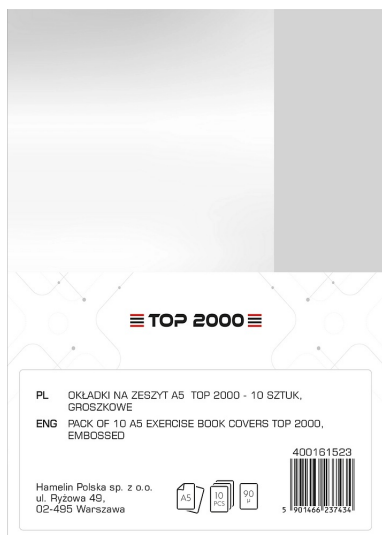 TOP 2000
PL OKŁADKI NA ZESZYT A5 TOP 2000 - 10 SZTUK,
GROSZKOWE
ENG PACK OF 10 A5 EXERCISE BOOK COVERS TOP 2000,
EMBOSSED
400161523
Hamelin Polska sp. z o.o.
ul. Ryżowa 49,
02-495 Warszawa
A5
10
PCS
90
μ
5 901466 237434